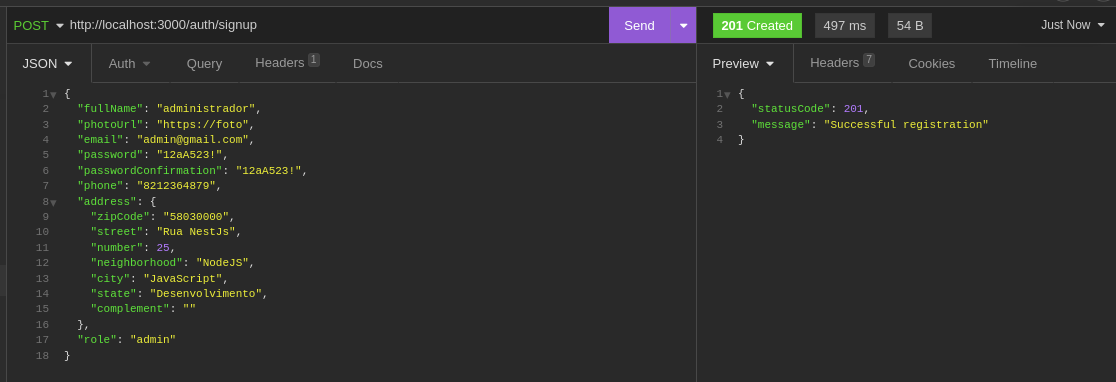 POST http://localhost:3000/auth/signup Send 201 Created 497 ms 54 B Just Now
JSON Auth Query Headers 1 Docs Preview Headers 7 Cookies Timeline
1 {
2 "fullName": "administrador",
3 "photoUrl": "https://foto",
4 "email": "admin@gmail.com",
5 "password": "12aA523!",
6 "passwordConfirmation": "12aA523!",
7 "phone": "8212364879",
8 "address": {
9 "zipCode": "58030000",
10 "street": "Rua NestJs",
11 "number": 25,
12 "neighborhood": "NodeJS",
13 "city": "JavaScript",
14 "state": "Desenvolvimento",
15 "complement": ""
16 },
17 "role": "admin"
18 }
1 {
2 "statusCode": 201,
3 "message": "Successful registration"
4 }